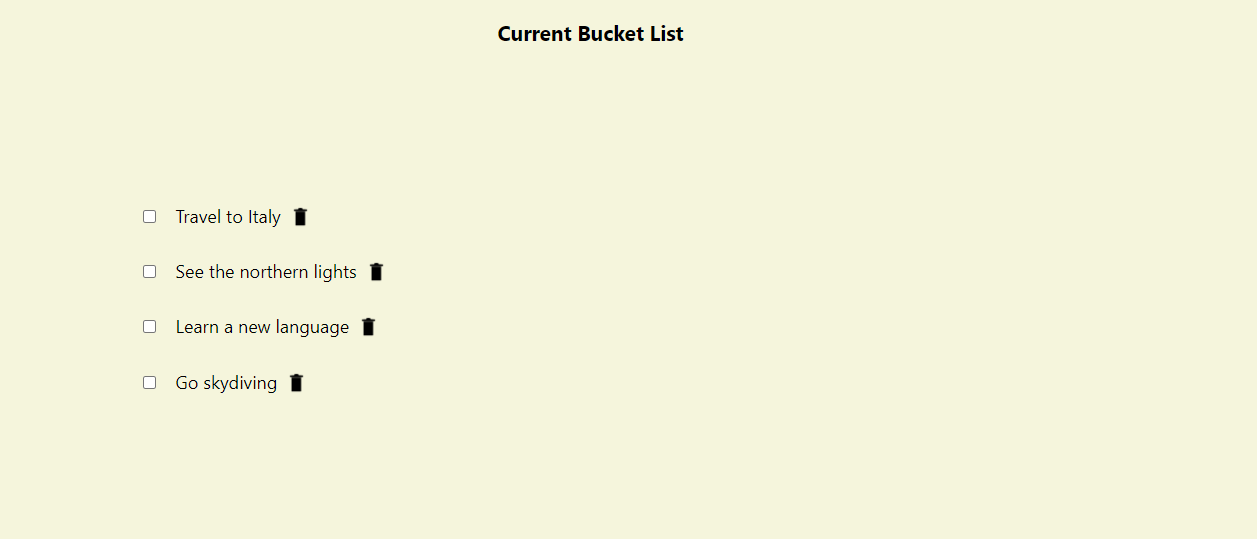 Current Bucket List
Travel to Italy
See the northern lights
Learn a new language
Go skydiving